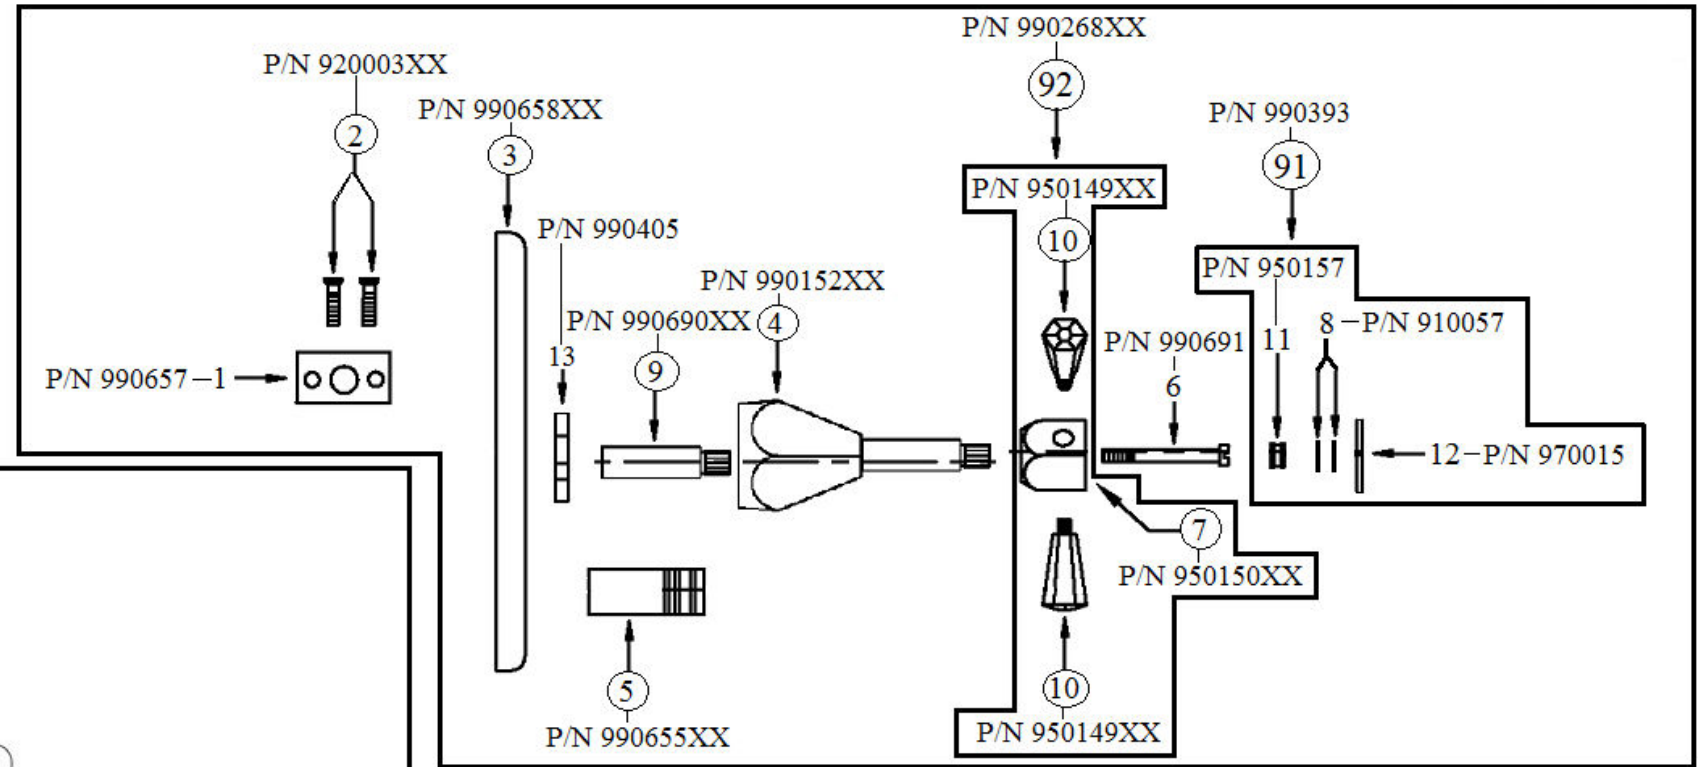 P/N 990268XX
92
P/N 920003XX
2
P/N 990658XX
3
P/N 990393
91
P/N 950149XX
10
P/N 990405
13
P/N 950157
11
P/N 990152XX
4
P/N 990690XX
9
8–P/N 910057
P/N 990691
6
P/N 990657–1
12–P/N 970015
7
P/N 950150XX
5
P/N 990655XX
10
P/N 950149XX